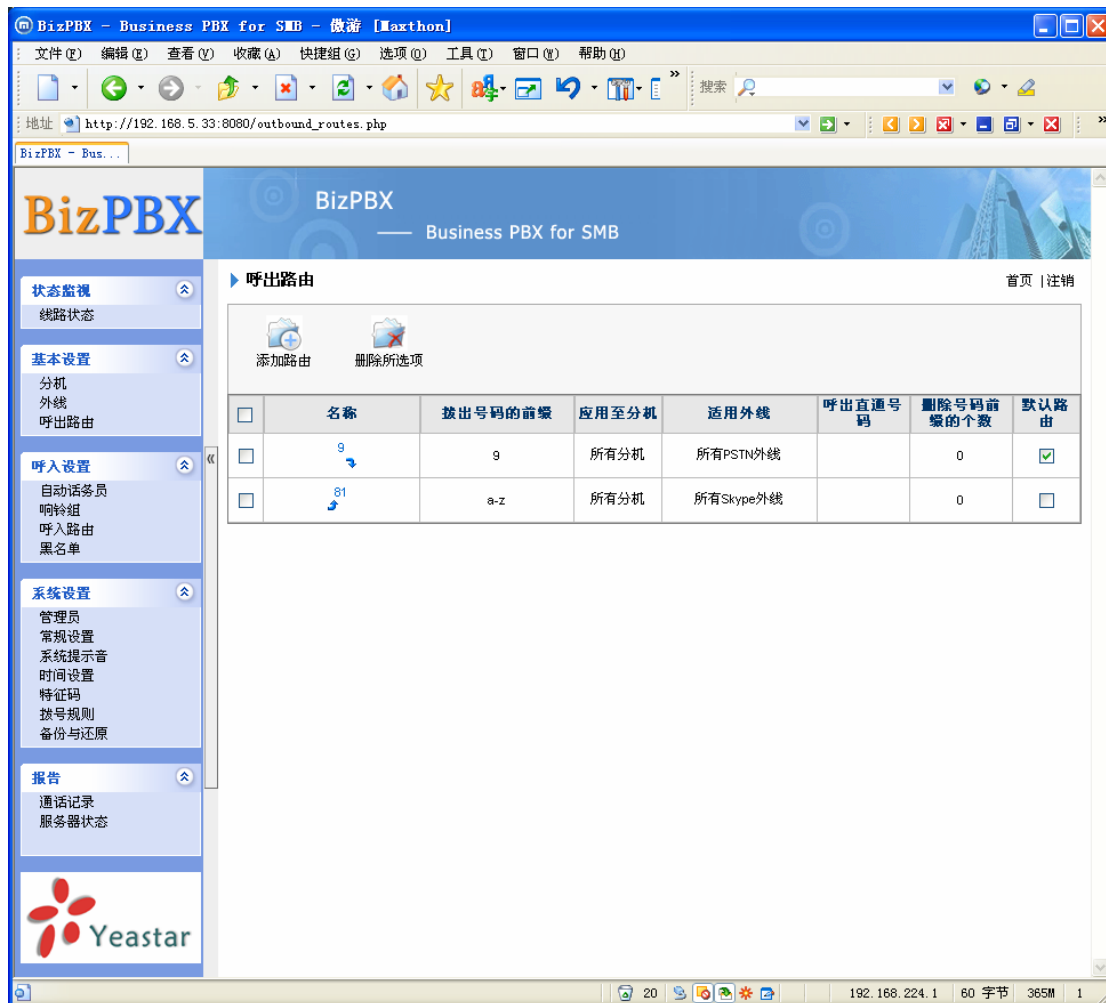 BizPBX - Business PBX for SMB - 傲游 [Maxthon]
文件(F) 编辑(E) 查看(V) 收藏(A) 快捷组(G) 选项(O) 工具(T) 窗口(W) 帮助(H)
搜索
地址 http://192.168.5.33:8080/outbound_routes.php
BizPBX - Bus...
BizPBX
BizPBX
—— Business PBX for SMB
状态监视
线路状态
基本设置
分机
外线
呼出路由
呼入设置
自动话务员
响铃组
呼入路由
黑名单
系统设置
管理员
常规设置
系统提示音
时间设置
特征码
拨号规则
备份与还原
报告
通话记录
服务器状态
Yeastar
呼出路由
首页 |注销
添加路由 删除所选项
名称 拨出号码的前缀 应用至分机 适用外线 呼出直通号码 删除号码前缀的个数 默认路由
9 9 所有分机 所有PSTN外线 0
81 a-z 所有分机 所有Skype外线 0
20 192.168.224.1 60 字节 365M 1